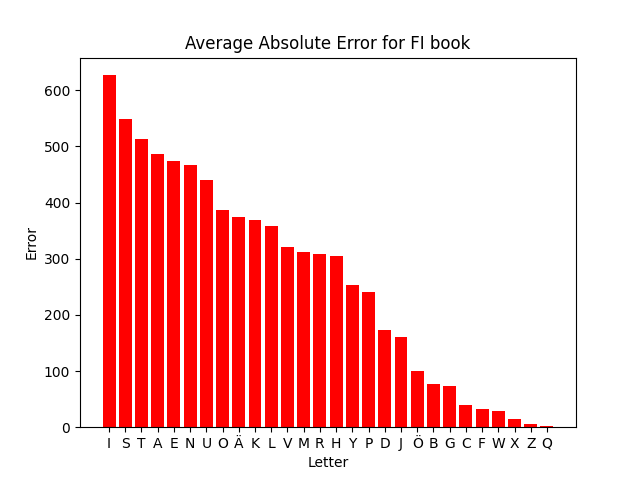 Average Absolute Error for FI book
600
500
400
300
200
100
0
Error
I S T A E N U O Ä K L V M R H Y P D J Ö B G C F W X Z Q
Letter